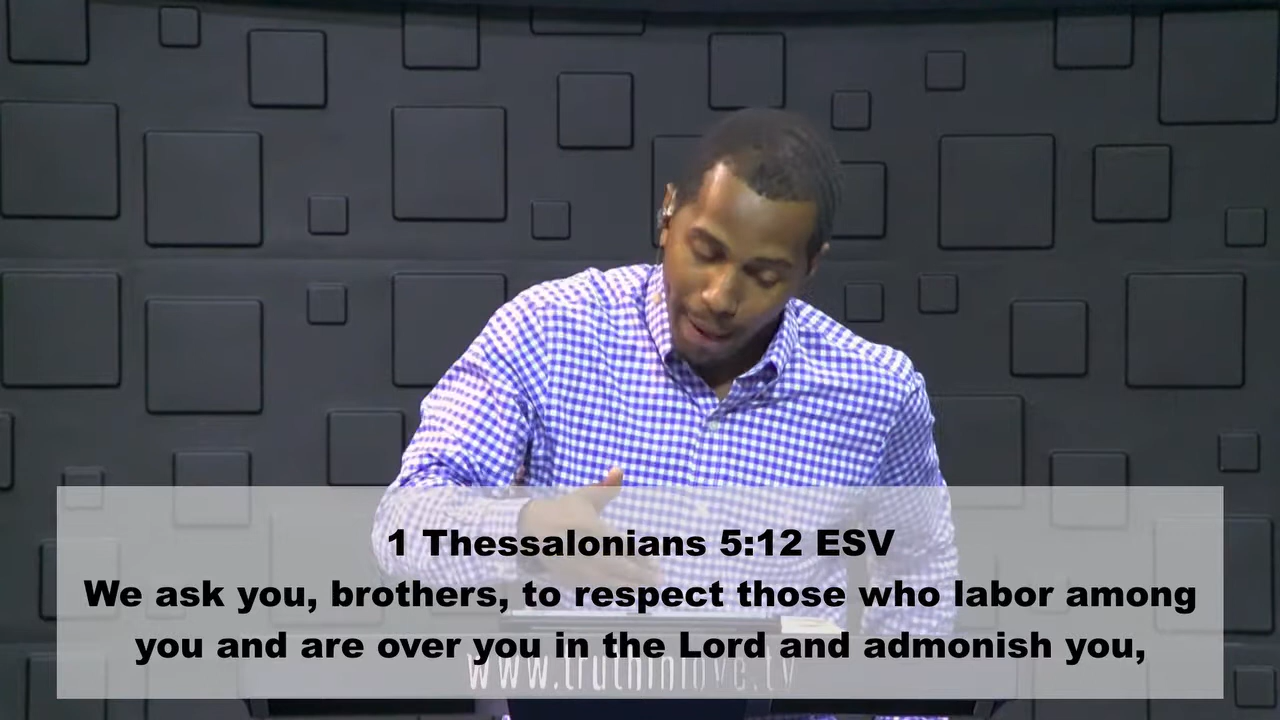 1 Thessalonians 5:12 ESV
We ask you, brothers, to respect those who labor among
you and are over you in the Lord and admonish you,
www.truthinlove.tv